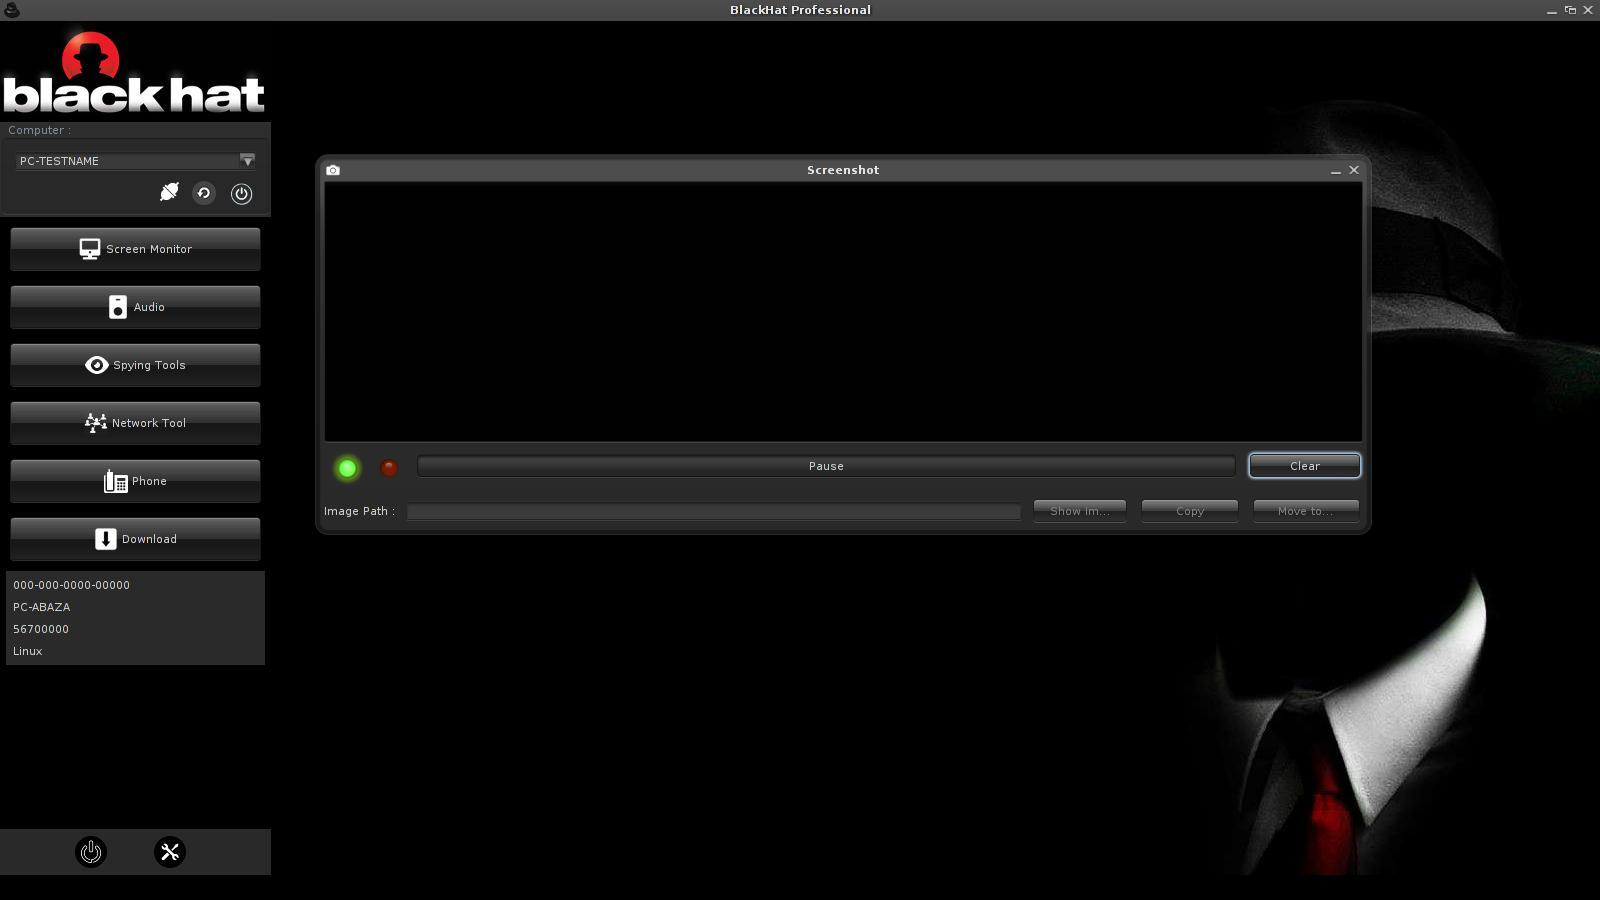 BlackHat Professional
black hat
Computer :
PC-TESTNAME
Screen Monitor
Audio
Spying Tools
Network Tool
Phone
Download
000-000-0000-00000
PC-ABAZA
56700000
Linux
Screenshot
Pause
Clear
Image Path :
Show Im...
Copy
Move to...